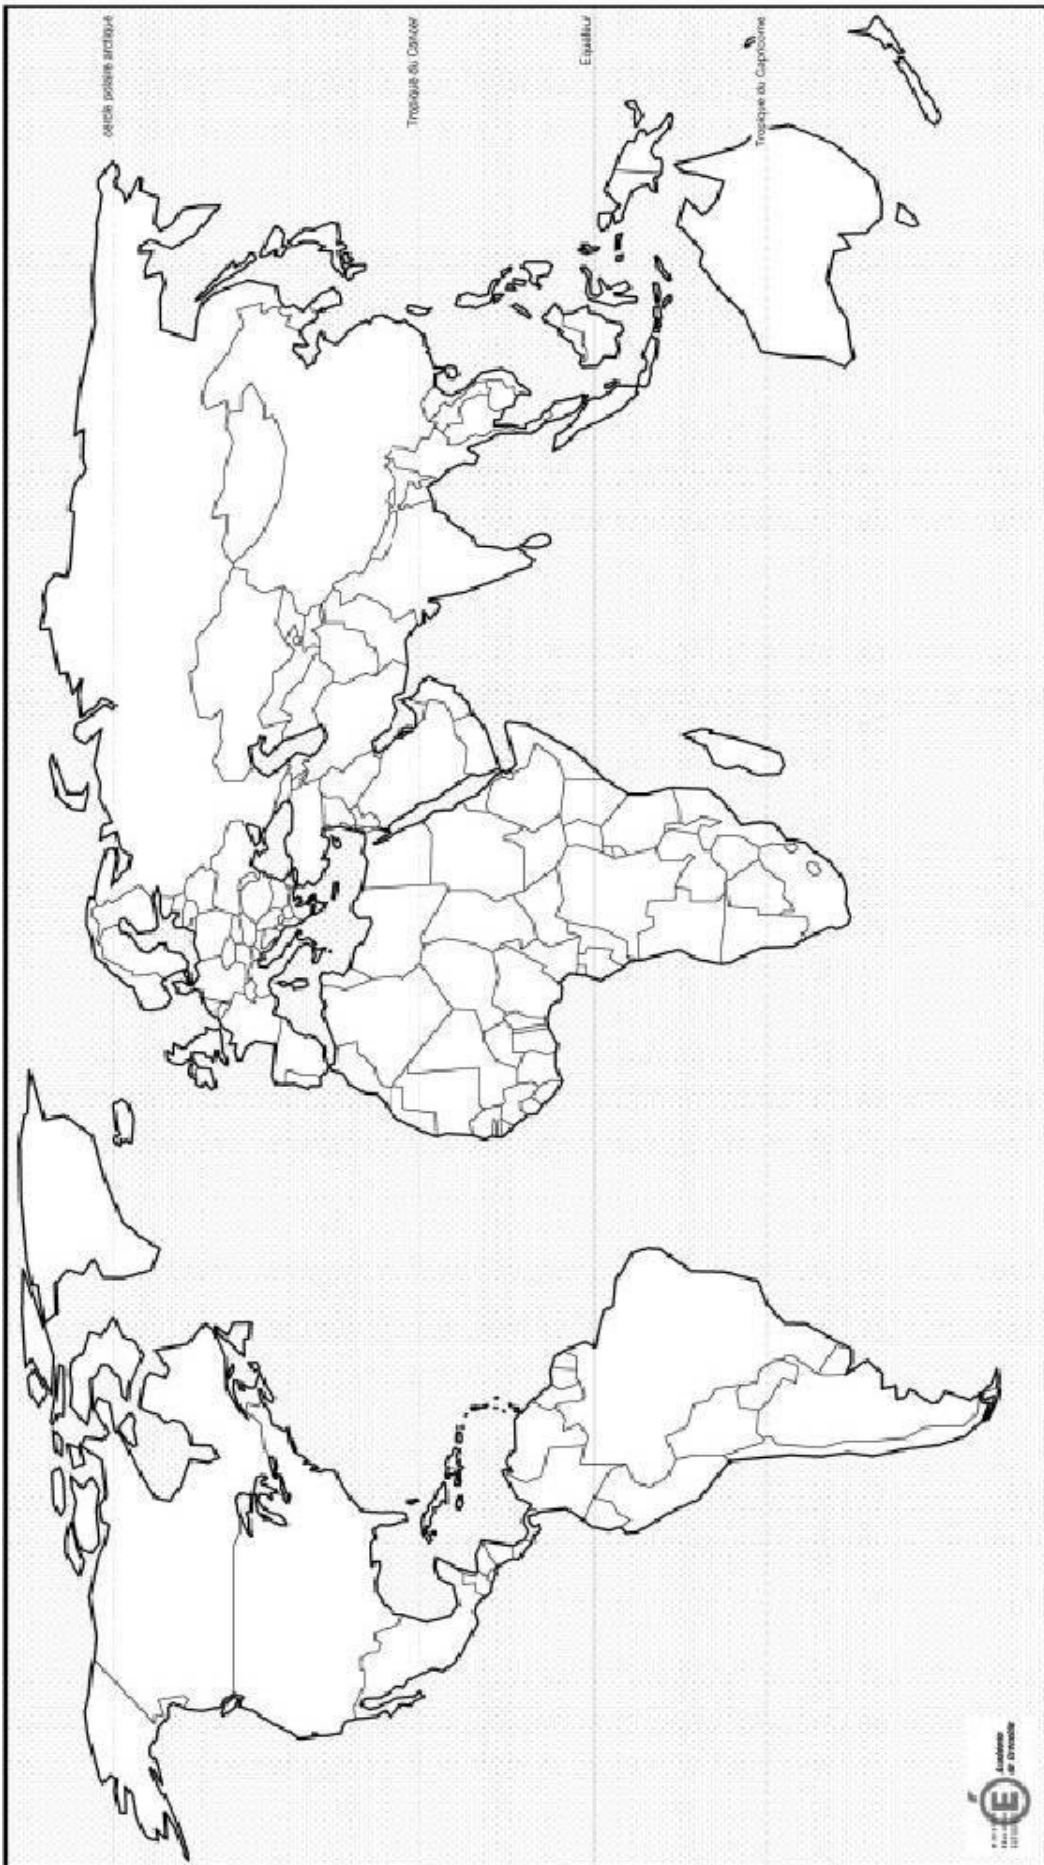 cercle polaire arctique
Tropique du Cancer
Equateur
Tropique du Capricorne
Académie
de Grenoble